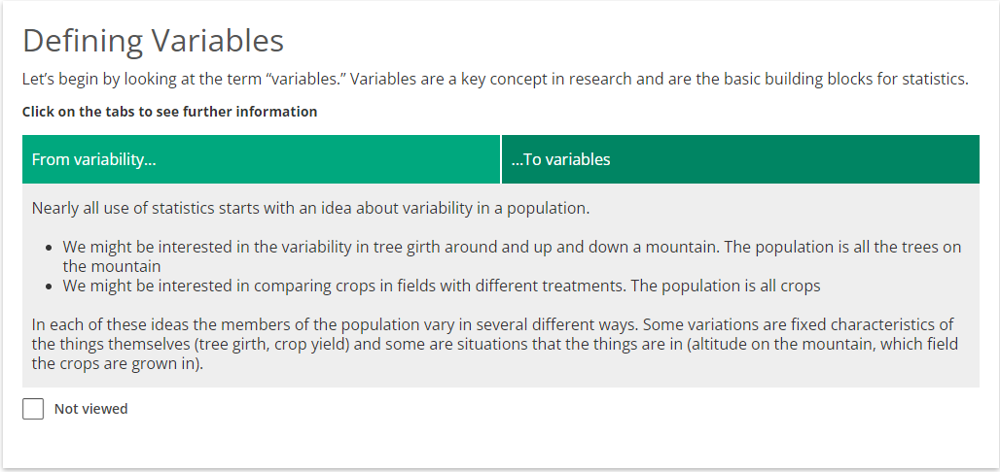 Defining Variables
Let’s begin by looking at the term “variables.” Variables are a key concept in research and are the basic building blocks for statistics.
Click on the tabs to see further information
From variability...
...To variables
Nearly all use of statistics starts with an idea about variability in a population.
• We might be interested in the variability in tree girth around and up and down a mountain. The population is all the trees on
the mountain
• We might be interested in comparing crops in fields with different treatments. The population is all crops
In each of these ideas the members of the population vary in several different ways. Some variations are fixed characteristics of
the things themselves (tree girth, crop yield) and some are situations that the things are in (altitude on the mountain, which field
the crops are grown in).
Not viewed